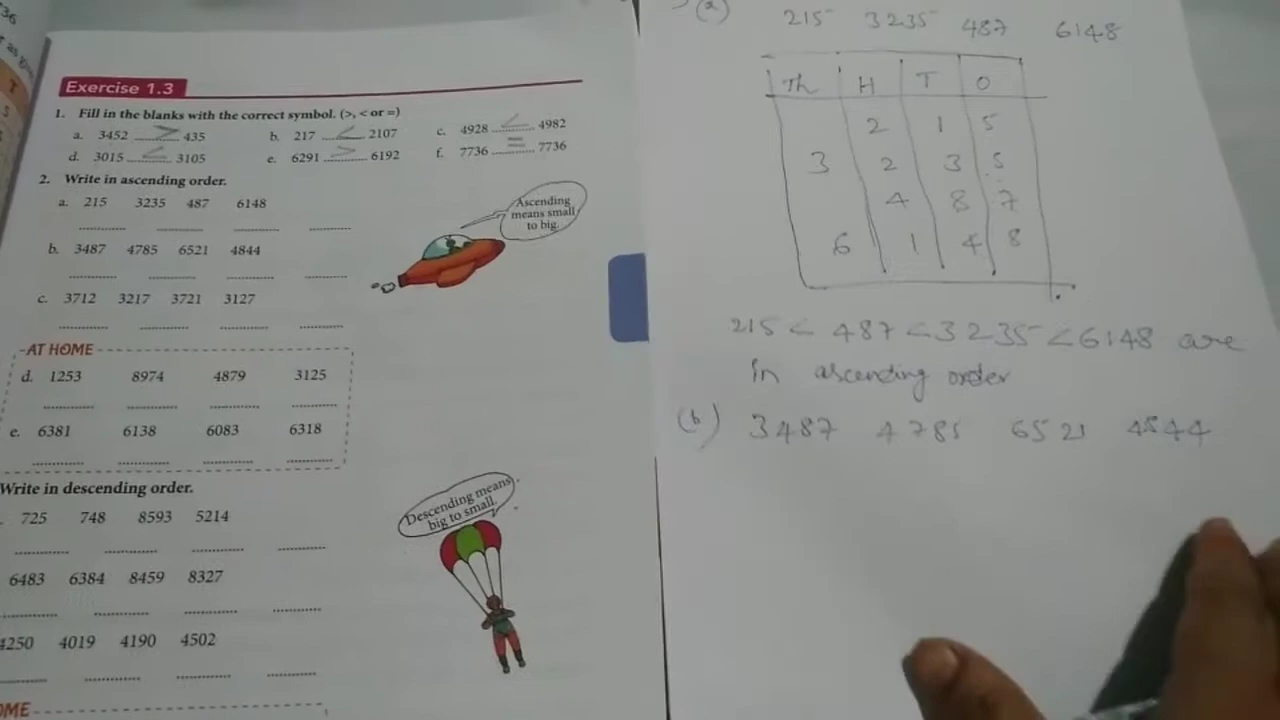 36
Exercise 1.3
1. Fill in the blanks with the correct symbol. (>, < or =)
a. 3452 > 435 b. 217 < 2107 c. 4928 < 4982
d. 3015 < 3105 e. 6291 > 6192 f. 7736 = 7736
2. Write in ascending order.
a. 215 3235 487 6148
Ascending
means small
to big.
b. 3487 4785 6521 4844
c. 3712 3217 3721 3127
AT HOME
d. 1253 8974 4879 3125
e. 6381 6138 6083 6318
Write in descending order.
725 748 8593 5214
Descending means
big to small.
6483 6384 8459 8327
4250 4019 4190 4502
OME
(a) 215 3235 487 6148
Th H T O
2 1 5
3 2 3 5
4 8 7
6 1 4 8
215 < 487 < 3235 < 6148 are
In ascending order
(b) 3487 4785 6521 4844